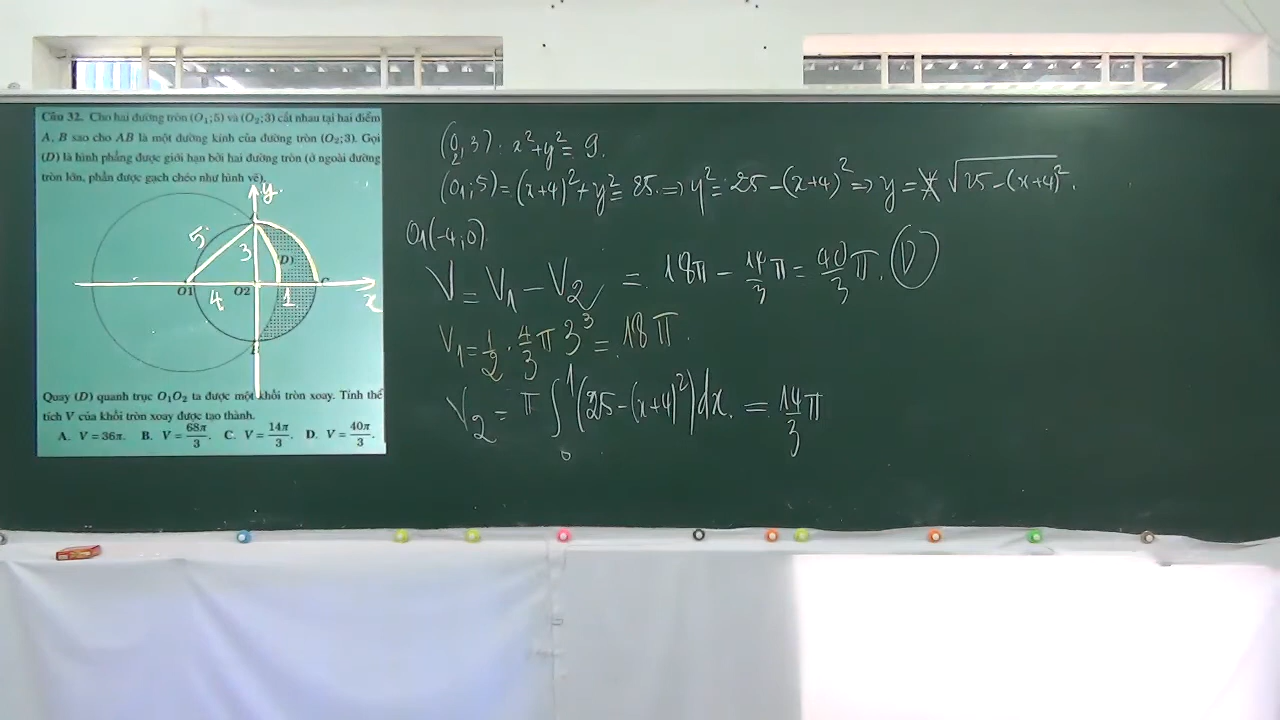 Câu 32. Cho hai đường tròn (O₁;5) và (O₂;3) cắt nhau tại hai điểm
A, B sao cho AB là một đường kính của đường tròn (O₂;3). Gọi
(D) là hình phẳng được giới hạn bởi hai đường tròn (ở ngoài đường
tròn lớn, phần được gạch chéo như hình vẽ).
y
5
3
(D)
O1
4
O2
1
C
x
B
Quay (D) quanh trục O₁O₂ ta được một khối tròn xoay. Tính thể
tích V của khối tròn xoay được tạo thành.
A. V = 36π. B. V = 68π/3. C. V = 14π/3. D. V = 40π/3.
(O₂,3): x²+y²= 9.
(O₁;5) = (x+4)²+y²= 25 ⇒ y² = 25-(x+4)² ⇒ y = √25-(x+4)².
O₁(-4;0)
V = V₁ - V₂ = 18π - 14/3 π = 40/3 π. (D)
V₁ = 1/2 . 4/3 π 3³ = 18π.
V₂ = π ∫₀¹ (25-(x+4)²)dx. = 14/3 π